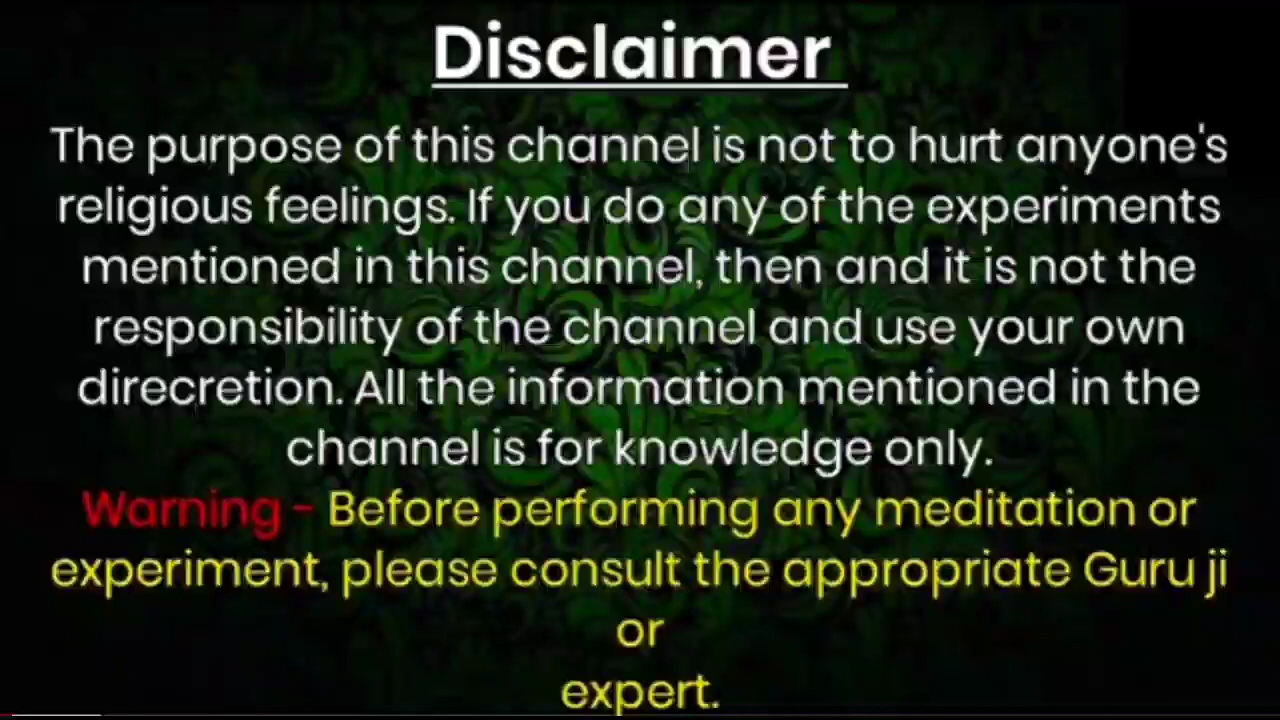 Disclaimer
The purpose of this channel is not to hurt anyone's
religious feelings. If you do any of the experiments
mentioned in this channel, then and it is not the
responsibility of the channel and use your own
direcretion. All the information mentioned in the
channel is for knowledge only.
Warning - Before performing any meditation or
experiment, please consult the appropriate Guru ji
or
expert.